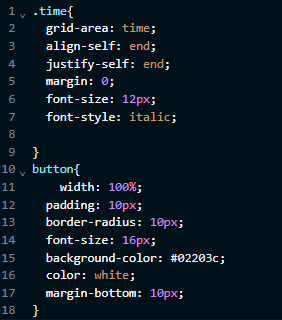 1 .time{
2 grid-area: time;
3 align-self: end;
4 justify-self: end;
5 margin: 0;
6 font-size: 12px;
7 font-style: italic;
8
9 }
10 button{
11 width: 100%;
12 padding: 10px;
13 border-radius: 10px;
14 font-size: 16px;
15 background-color: #02203c;
16 color: white;
17 margin-bottom: 10px;
18 }